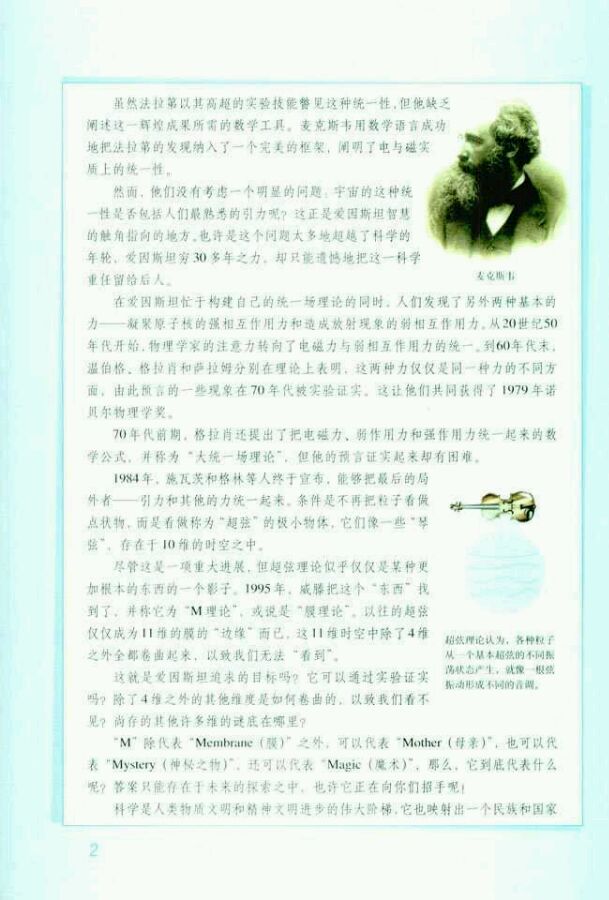 虽然法拉第以其高超的实验技能瞥见这种统一性,但他缺乏
阐述这一辉煌成果所需的数学工具。麦克斯韦用数学语言成功
地把法拉第的发现纳入了一个完美的框架,阐明了电与磁实
质上的统一性。
然而,他们没有考虑一个明显的问题:宇宙的这种统
一性是否包括人们最熟悉的引力呢?这正是爱因斯坦智慧
的触角指向的地方。也许是这个问题太多地超越了科学的
年轮,爱因斯坦穷30多年之力,却只能遗憾地把这一科学
重任留给后人。
麦克斯韦
在爱因斯坦忙于构建自己的统一场理论的同时,人们发现了另外两种基本的
力——凝聚原子核的强相互作用力和造成放射现象的弱相互作用力。从20世纪50
年代开始,物理学家的注意力转向了电磁力与弱相互作用力的统一。到60年代末,
温伯格、格拉肖和萨拉姆分别在理论上表明,这两种力仅仅是同一种力的不同方
面,由此预言的一些现象在70年代被实验证实。这让他们共同获得了1979年诺
贝尔物理学奖。
70年代前期,格拉肖还提出了把电磁力、弱作用力和强作用力统一起来的数
学公式,并称为“大统一场理论”,但他的预言证实起来却有困难。
1984年,施瓦茨和格林等人终于宣布,能够把最后的局
外者——引力和其他的力统一起来。条件是不再把粒子看做
点状物,而是看做称为“超弦”的极小物体,它们像一些“琴
弦”,存在于10维的时空之中。
尽管这是一项重大进展,但超弦理论似乎仅仅是某种更
加根本的东西的一个影子。1995年,威滕把这个“东西”找
到了,并称它为“M理论”,或说是“膜理论”。以往的超弦
仅仅成为11维的膜的“边缘”而已,这11维时空中除了4维
之外全都卷曲起来,以致我们无法“看到”。
超弦理论认为,各种粒子
从一个基本超弦的不同振
荡状态产生,就像一根弦
振动形成不同的音调。
这就是爱因斯坦追求的目标吗?它可以通过实验证实
吗?除了4维之外的其他维度是如何卷曲的,以致我们看不
见?尚存的其他许多维的谜底在哪里?
“M”除代表“Membrane(膜)”之外,可以代表“Mother(母亲)”,也可以代
表“Mystery(神秘之物)”,还可以代表“Magic(魔术)”,那么,它到底代表什么
呢?答案只能存在于未来的探索之中,也许它正在向你们招手呢!
科学是人类物质文明和精神文明进步的伟大阶梯,它也映射出一个民族和国家
2